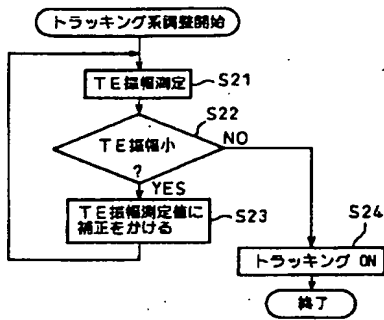 トラッキング系調整開始
TE振幅測定
S21
S22
TE振幅小
?
NO
YES
TE振幅測定値に
補正をかける
S23
S24
トラッキング ON
終了